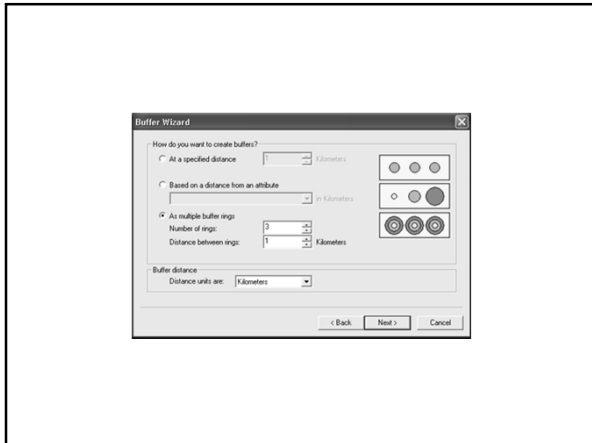 Buffer Wizard
How do you want to create buffers?
At a specified distance 1 Kilometers
Based on a distance from an attribute
in Kilometers
As multiple buffer rings
Number of rings: 3
Distance between rings: 1 Kilometers
Buffer distance
Distance units are: Kilometers
< Back Next > Cancel